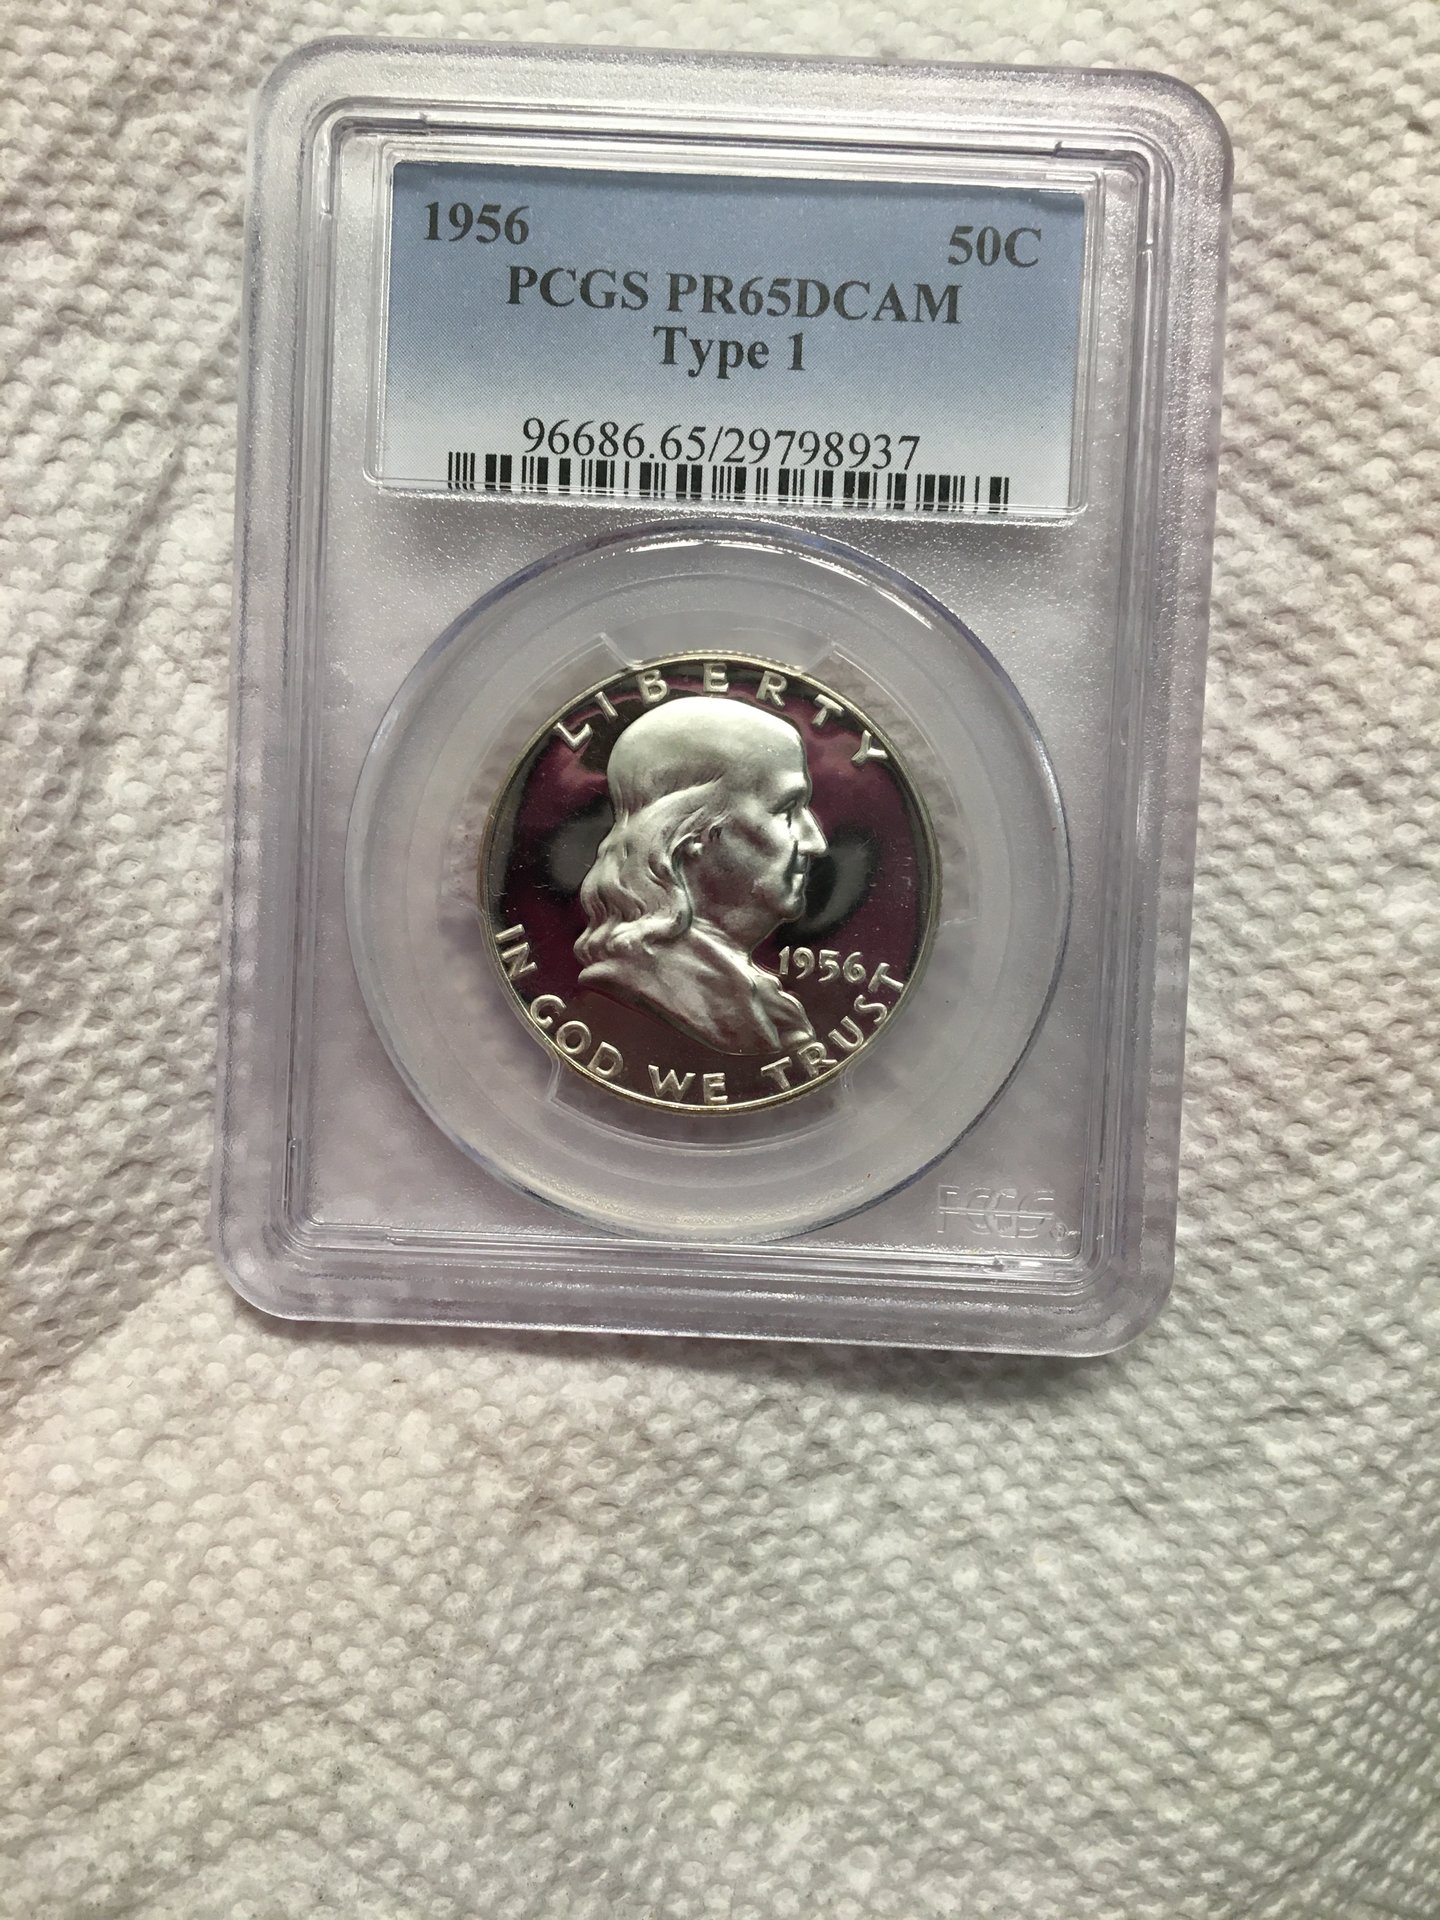 1956 50C
PCGS PR65DCAM
Type 1
96686.65/29798937
LIBERTY
1956
IN GOD WE TRUST
PCGS®